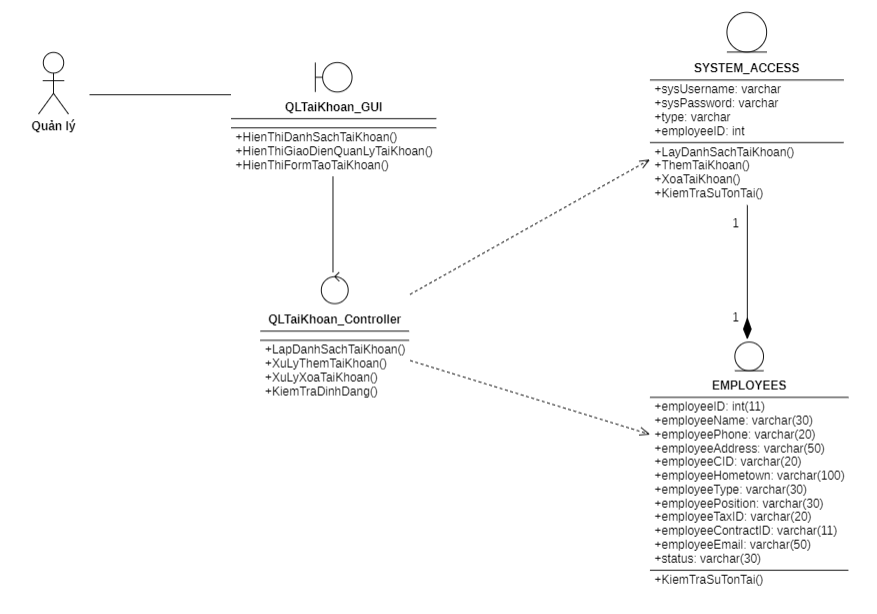 Quản lý
QLTaiKhoan_GUI
+HienThiDanhSachTaiKhoan()
+HienThiGiaoDienQuanLyTaiKhoan()
+HienThiFormTaoTaiKhoan()
QLTaiKhoan_Controller
+LapDanhSachTaiKhoan()
+XuLyThemTaiKhoan()
+XuLyXoaTaiKhoan()
+KiemTraDinhDang()
SYSTEM_ACCESS
+sysUsername: varchar
+sysPassword: varchar
+type: varchar
+employeeID: int
+LayDanhSachTaiKhoan()
+ThemTaiKhoan()
+XoaTaiKhoan()
+KiemTraSuTonTai()
1
1
EMPLOYEES
+employeeID: int(11)
+employeeName: varchar(30)
+employeePhone: varchar(20)
+employeeAddress: varchar(50)
+employeeCID: varchar(20)
+employeeHometown: varchar(100)
+employeeType: varchar(30)
+employeePosition: varchar(30)
+employeeTaxID: varchar(20)
+employeeContractID: varchar(11)
+employeeEmail: varchar(50)
+status: varchar(30)
+KiemTraSuTonTai()